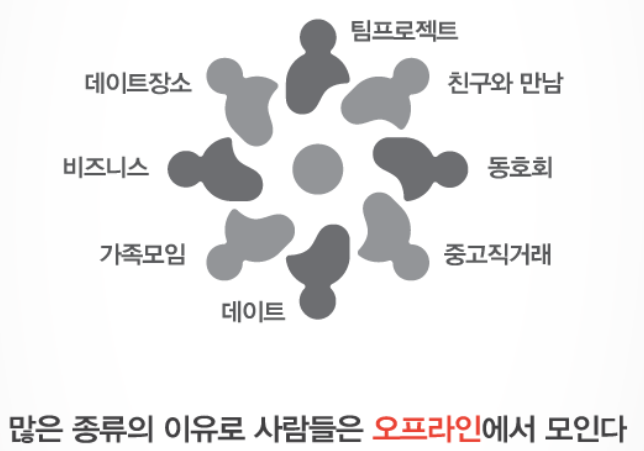 팀프로젝트
데이트장소
친구와 만남
비즈니스
동호회
가족모임
중고직거래
데이트
많은 종류의 이유로 사람들은 오프라인에서 모인다